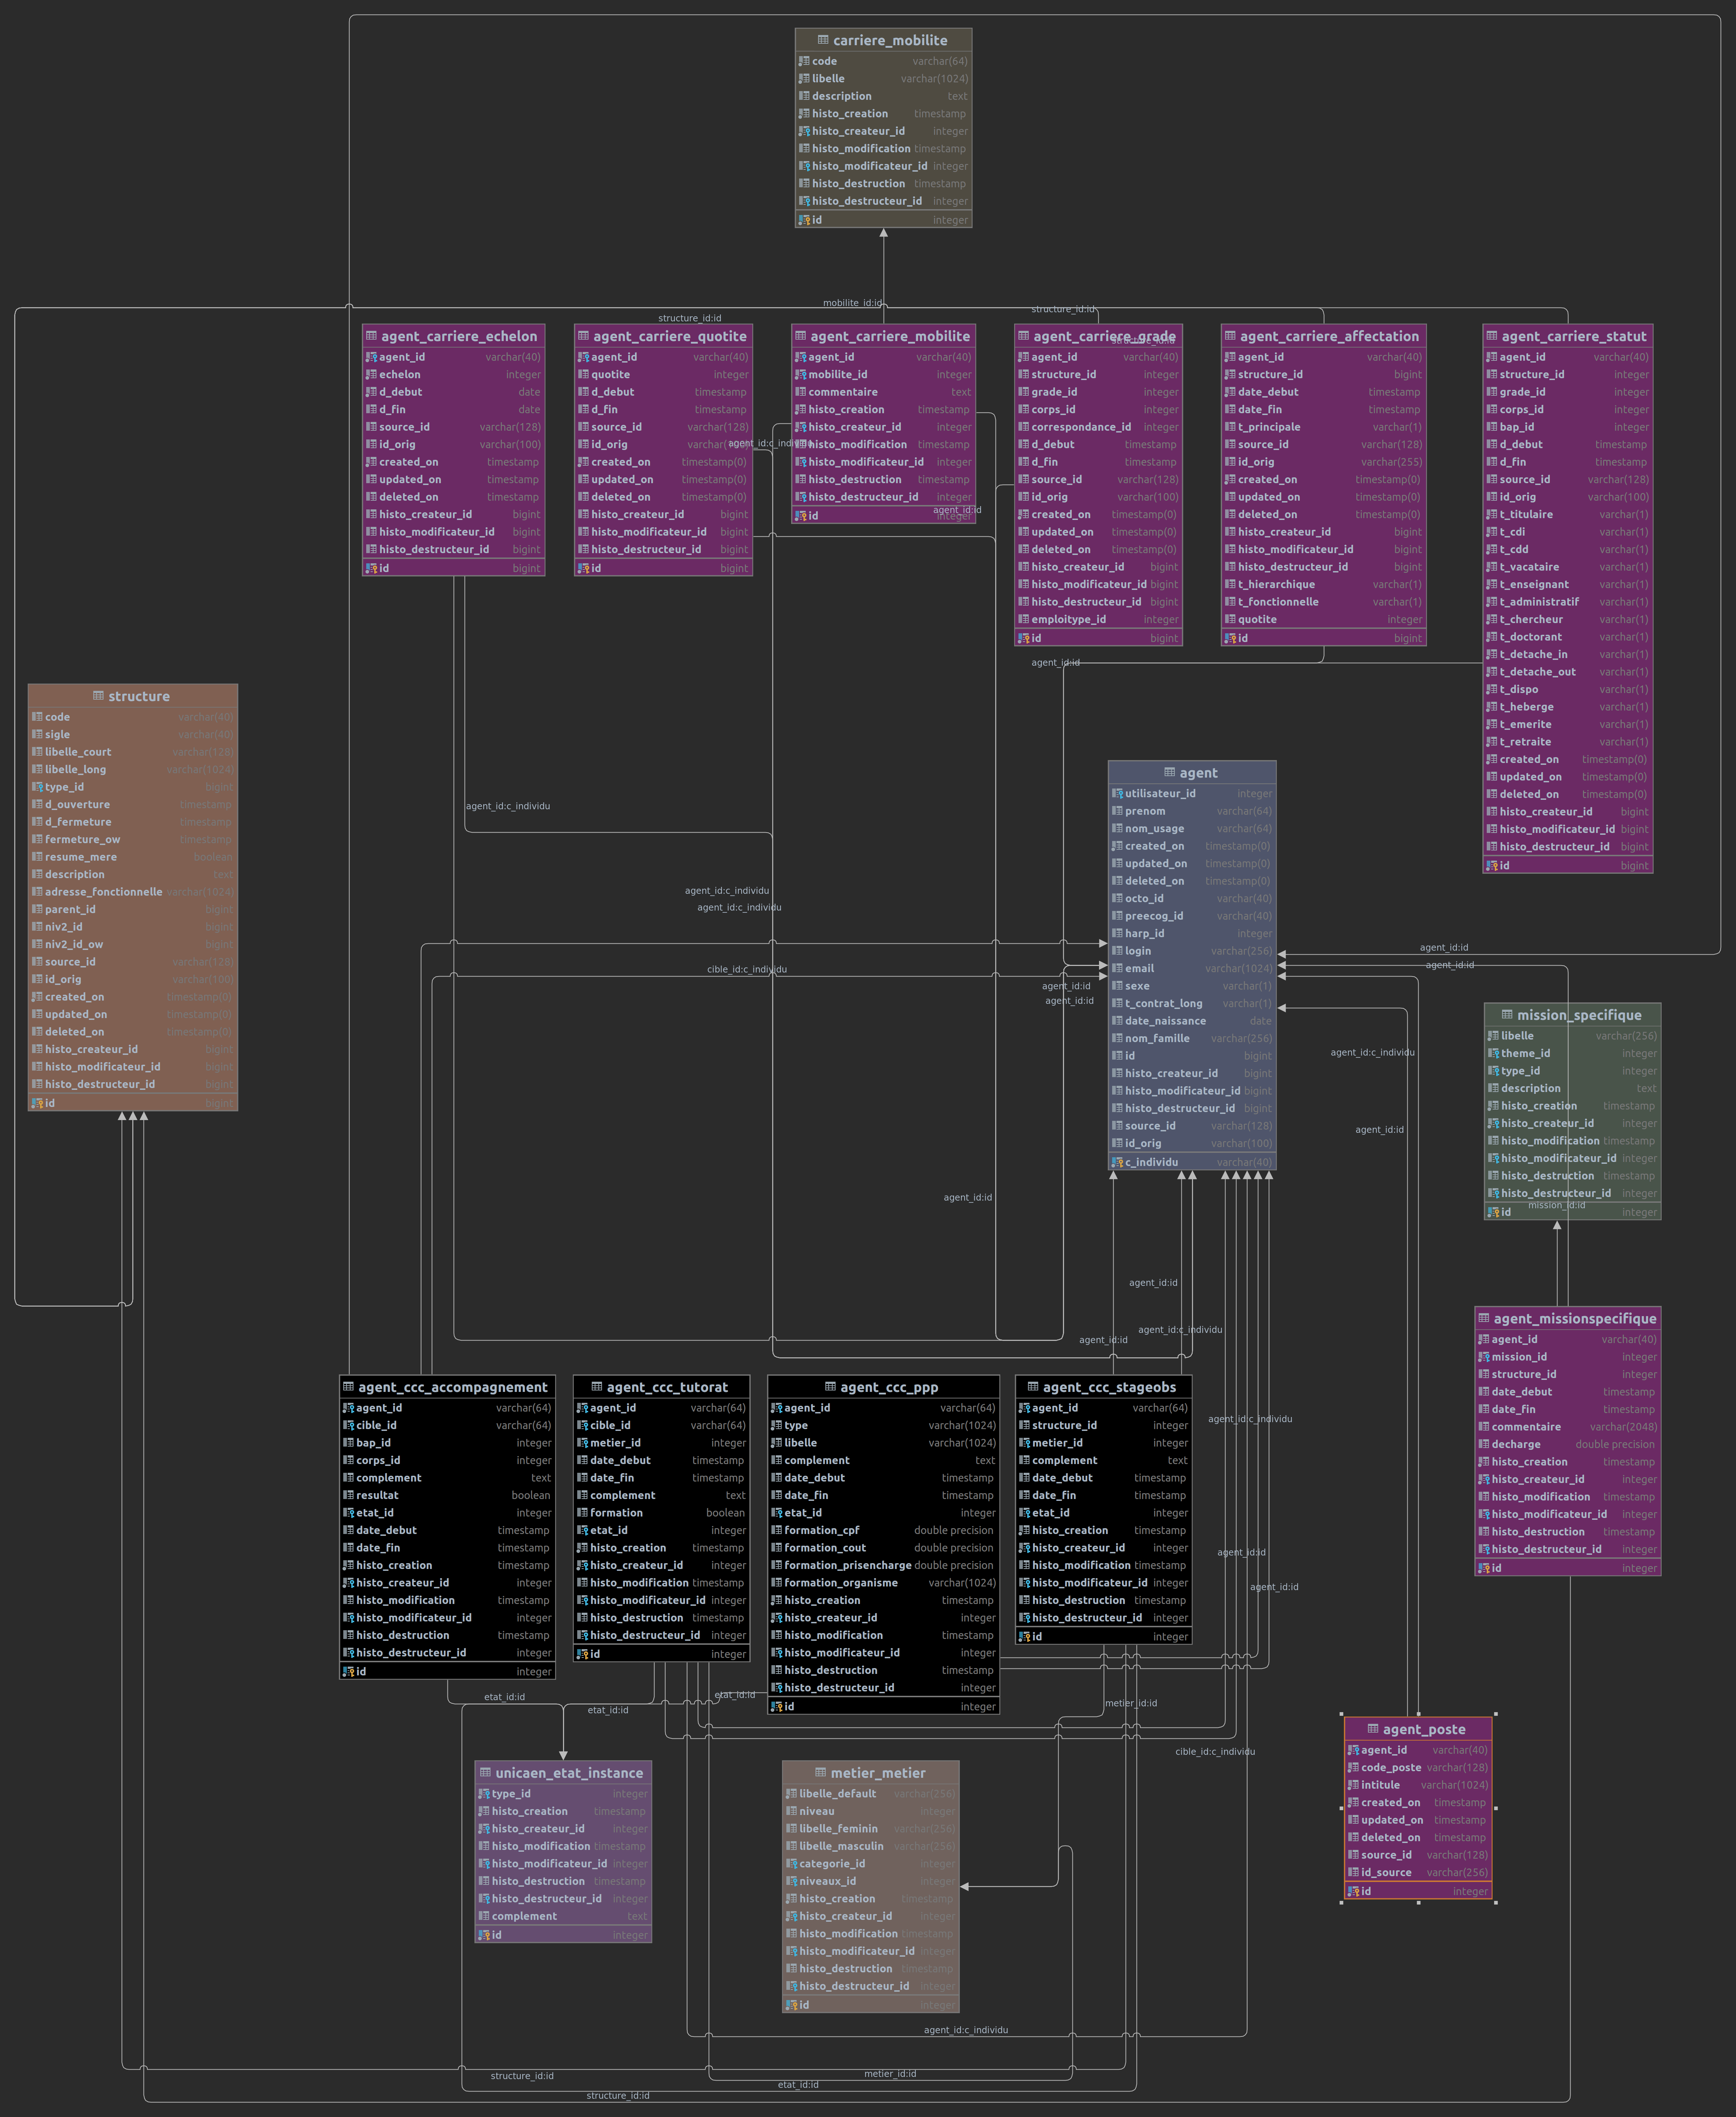 carriere_mobilite
code varchar(64)
libelle varchar(1024)
description text
histo_creation timestamp
histo_createur_id integer
histo_modification timestamp
histo_modificateur_id integer
histo_destruction timestamp
histo_destructeur_id integer
id integer
mobilite_id:id
structure_id:id
structure_id:id
structure_id:id
agent_carriere_echelon
agent_id varchar(40)
echelon integer
d_debut date
d_fin date
source_id varchar(128)
id_orig varchar(100)
created_on timestamp
updated_on timestamp
deleted_on timestamp
histo_createur_id bigint
histo_modificateur_id bigint
histo_destructeur_id bigint
id bigint
agent_carriere_quotite
agent_id varchar(40)
quotite integer
d_debut timestamp
d_fin timestamp
source_id varchar(128)
id_orig
created_on timestamp(0)
updated_on timestamp(0)
deleted_on timestamp(0)
histo_createur_id bigint
histo_modificateur_id bigint
histo_destructeur_id bigint
id bigint
agent_carriere_mobilite
agent_id varchar(40)
mobilite_id integer
commentaire text
histo_creation timestamp
histo_createur_id integer
histo_modification timestamp
histo_modificateur_id integer
histo_destruction timestamp
histo_destructeur_id integer
id integer
agent_id:c_individu
agent_id:id
agent_carriere_grade
agent_id varchar(40)
structure_id integer
grade_id integer
corps_id integer
correspondance_id integer
d_debut timestamp
d_fin timestamp
source_id varchar(128)
id_orig varchar(100)
created_on timestamp(0)
updated_on timestamp(0)
deleted_on timestamp(0)
histo_createur_id bigint
histo_modificateur_id bigint
histo_destructeur_id bigint
emploitype_id integer
id bigint
agent_carriere_affectation
agent_id varchar(40)
structure_id bigint
date_debut timestamp
date_fin timestamp
t_principale varchar(1)
source_id varchar(128)
id_orig varchar(255)
created_on timestamp(0)
updated_on timestamp(0)
deleted_on timestamp(0)
histo_createur_id bigint
histo_modificateur_id bigint
histo_destructeur_id bigint
t_hierarchique varchar(1)
t_fonctionnelle varchar(1)
quotite integer
id bigint
agent_carriere_statut
agent_id varchar(40)
structure_id integer
grade_id integer
corps_id integer
bap_id integer
d_debut timestamp
d_fin timestamp
source_id varchar(128)
id_orig varchar(100)
t_titulaire varchar(1)
t_cdi varchar(1)
t_cdd varchar(1)
t_vacataire varchar(1)
t_enseignant varchar(1)
t_administratif varchar(1)
t_chercheur varchar(1)
t_doctorant varchar(1)
t_detache_in varchar(1)
t_detache_out varchar(1)
t_dispo varchar(1)
t_heberge varchar(1)
t_emerite varchar(1)
t_retraite varchar(1)
created_on timestamp(0)
updated_on timestamp(0)
deleted_on timestamp(0)
histo_createur_id bigint
histo_modificateur_id bigint
histo_destructeur_id bigint
id bigint
agent_id:id
structure
code varchar(40)
sigle varchar(40)
libelle_court varchar(128)
libelle_long varchar(1024)
type_id bigint
d_ouverture timestamp
d_fermeture timestamp
fermeture_ow timestamp
resume_mere boolean
description text
adresse_fonctionnelle varchar(1024)
parent_id bigint
niv2_id bigint
niv2_id_ow bigint
source_id varchar(128)
id_orig varchar(100)
created_on timestamp(0)
updated_on timestamp(0)
deleted_on timestamp(0)
histo_createur_id bigint
histo_modificateur_id bigint
histo_destructeur_id bigint
id bigint
agent_id:c_individu
agent_id:c_individu
agent_id:c_individu
cible_id:c_individu
agent_id:id
agent_id:id
agent
utilisateur_id integer
prenom varchar(64)
nom_usage varchar(64)
created_on timestamp(0)
updated_on timestamp(0)
deleted_on timestamp(0)
octo_id varchar(40)
preecog_id varchar(40)
harp_id integer
login varchar(256)
email varchar(1024)
sexe varchar(1)
t_contrat_long varchar(1)
date_naissance date
nom_famille varchar(256)
id bigint
histo_createur_id bigint
histo_modificateur_id bigint
histo_destructeur_id bigint
source_id varchar(128)
id_orig varchar(100)
c_individu varchar(40)
agent_id:id
agent_id:id
agent_id:c_individu
agent_id:id
mission_specifique
libelle varchar(256)
theme_id integer
type_id integer
description text
histo_creation timestamp
histo_createur_id integer
histo_modification timestamp
histo_modificateur_id integer
histo_destruction timestamp
histo_destructeur_id integer
id integer
mission_id:id
agent_id:id
agent_id:id
agent_id:c_individu
agent_id:id
agent_missionspecifique
agent_id varchar(40)
mission_id integer
structure_id integer
date_debut timestamp
date_fin timestamp
commentaire varchar(2048)
decharge double precision
histo_creation timestamp
histo_createur_id integer
histo_modification timestamp
histo_modificateur_id integer
histo_destruction timestamp
histo_destructeur_id integer
id integer
agent_ccc_accompagnement
agent_id varchar(64)
cible_id varchar(64)
bap_id integer
corps_id integer
complement text
resultat boolean
etat_id integer
date_debut timestamp
date_fin timestamp
histo_creation timestamp
histo_createur_id integer
histo_modification timestamp
histo_modificateur_id integer
histo_destruction timestamp
histo_destructeur_id integer
id integer
agent_ccc_tutorat
agent_id varchar(64)
cible_id varchar(64)
metier_id integer
date_debut timestamp
date_fin timestamp
complement text
formation boolean
etat_id integer
histo_creation timestamp
histo_createur_id integer
histo_modification timestamp
histo_modificateur_id integer
histo_destruction timestamp
histo_destructeur_id integer
id integer
agent_ccc_ppp
agent_id varchar(64)
type varchar(1024)
libelle varchar(1024)
complement text
date_debut timestamp
date_fin timestamp
etat_id integer
formation_cpf double precision
formation_cout double precision
formation_prisencharge double precision
formation_organisme varchar(1024)
histo_creation timestamp
histo_createur_id integer
histo_modification timestamp
histo_modificateur_id integer
histo_destruction timestamp
histo_destructeur_id integer
id integer
agent_ccc_stageobs
agent_id varchar(64)
structure_id integer
metier_id integer
complement text
date_debut timestamp
date_fin timestamp
etat_id integer
histo_creation timestamp
histo_createur_id integer
histo_modification timestamp
histo_modificateur_id integer
histo_destruction timestamp
histo_destructeur_id integer
id integer
agent_id:c_individu
agent_id:id
agent_id:id
etat_id:id
etat_id:id
etat_id:id
metier_id:id
cible_id:c_individu
unicaen_etat_instance
type_id integer
histo_creation timestamp
histo_createur_id integer
histo_modification timestamp
histo_modificateur_id integer
histo_destruction timestamp
histo_destructeur_id integer
complement text
id integer
metier_metier
libelle_default varchar(256)
niveau integer
libelle_feminin varchar(256)
libelle_masculin varchar(256)
categorie_id integer
niveaux_id integer
histo_creation timestamp
histo_createur_id integer
histo_modification timestamp
histo_modificateur_id integer
histo_destruction timestamp
histo_destructeur_id integer
id integer
agent_poste
agent_id varchar(40)
code_poste varchar(128)
intitule varchar(1024)
created_on timestamp
updated_on timestamp
deleted_on timestamp
source_id varchar(128)
id_source varchar(256)
id integer
agent_id:c_individu
structure_id:id
metier_id:id
etat_id:id
structure_id:id